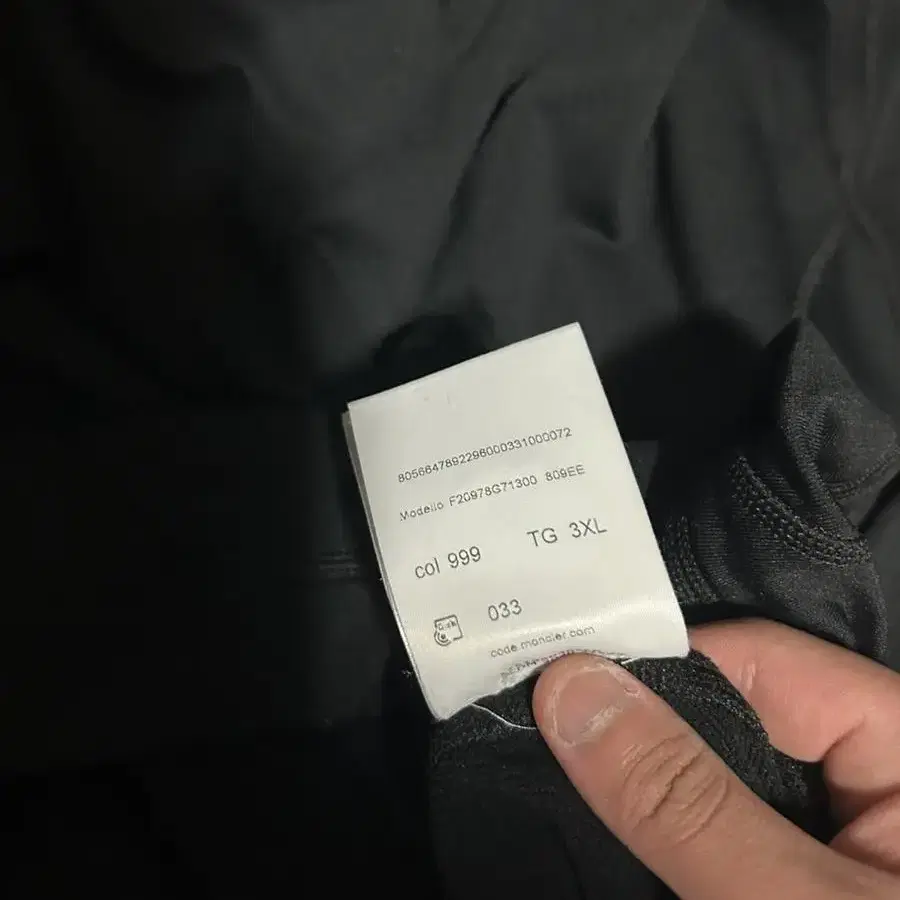 8056647892296000331000072
Modello F20978G71300 809EE
col 999 TG 3XL
033
code moncler com